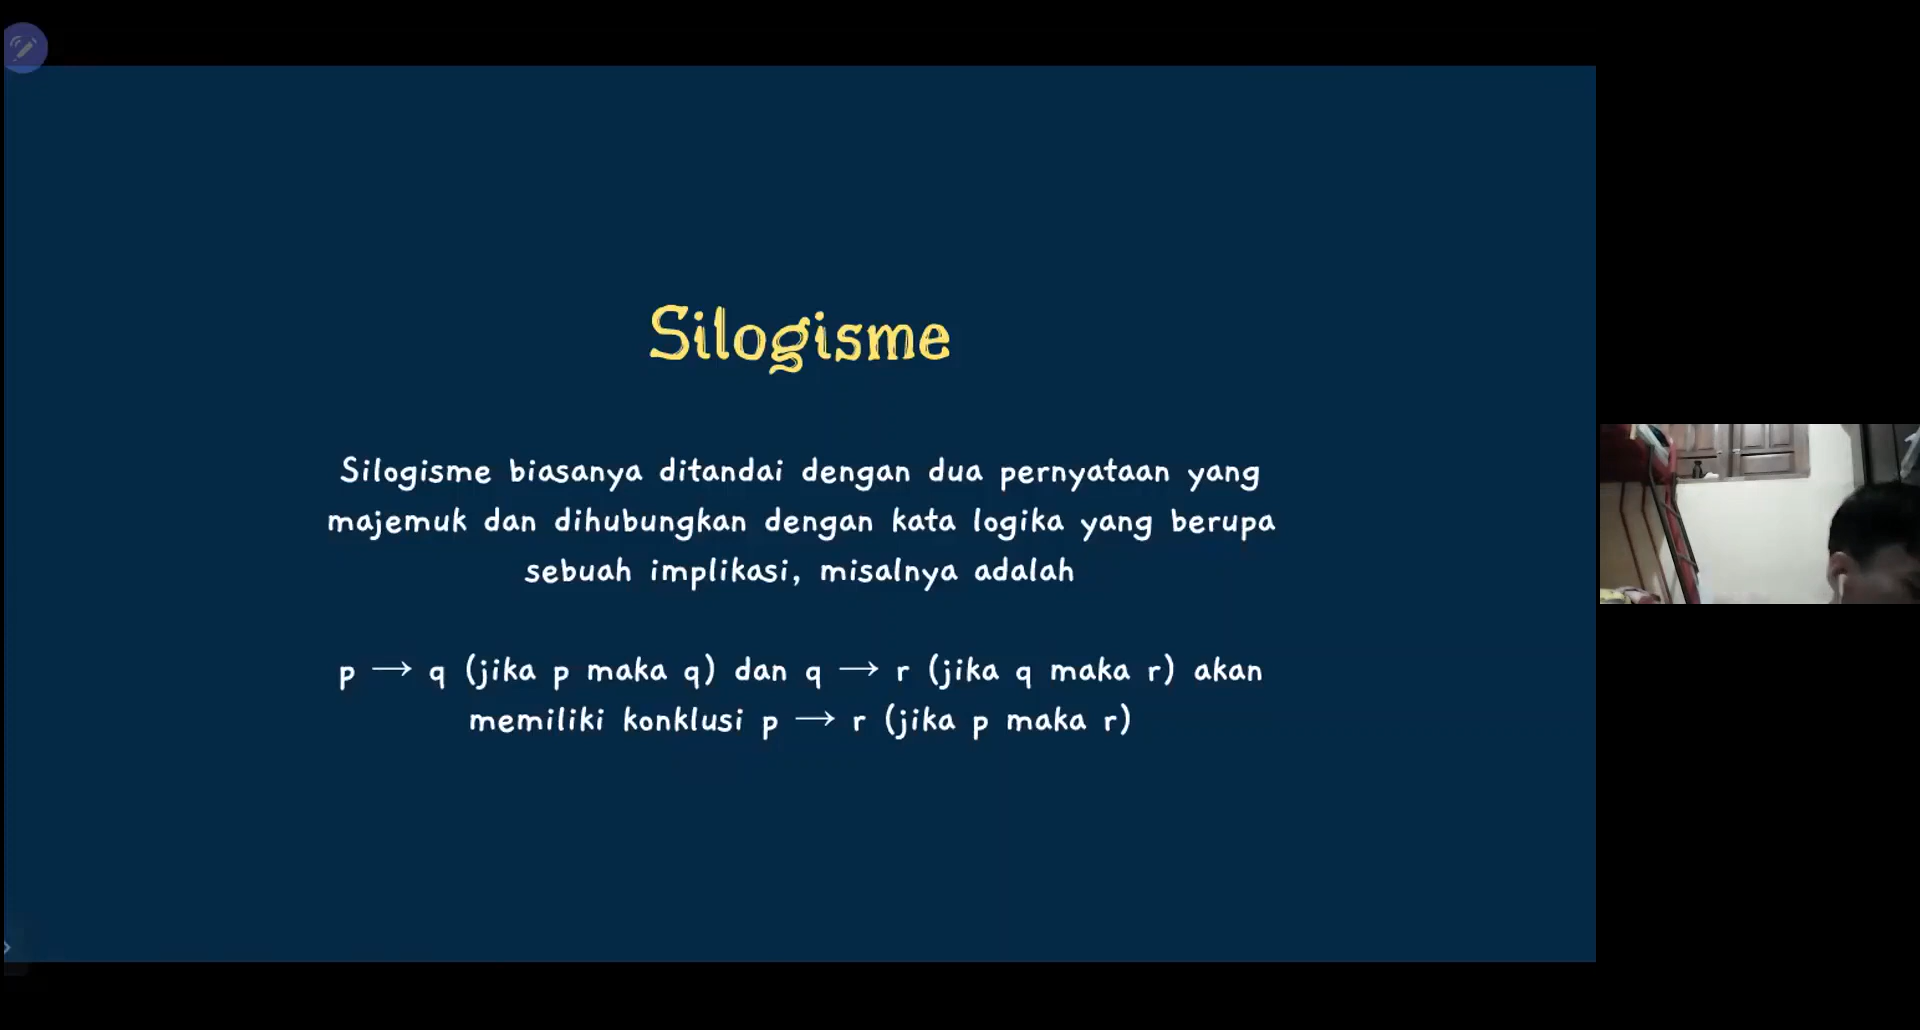 Silogisme
Silogisme biasanya ditandai dengan dua pernyataan yang
majemuk dan dihubungkan dengan kata logika yang berupa
sebuah implikasi, misalnya adalah
p → q (jika p maka q) dan q → r (jika q maka r) akan
memiliki konklusi p → r (jika p maka r)